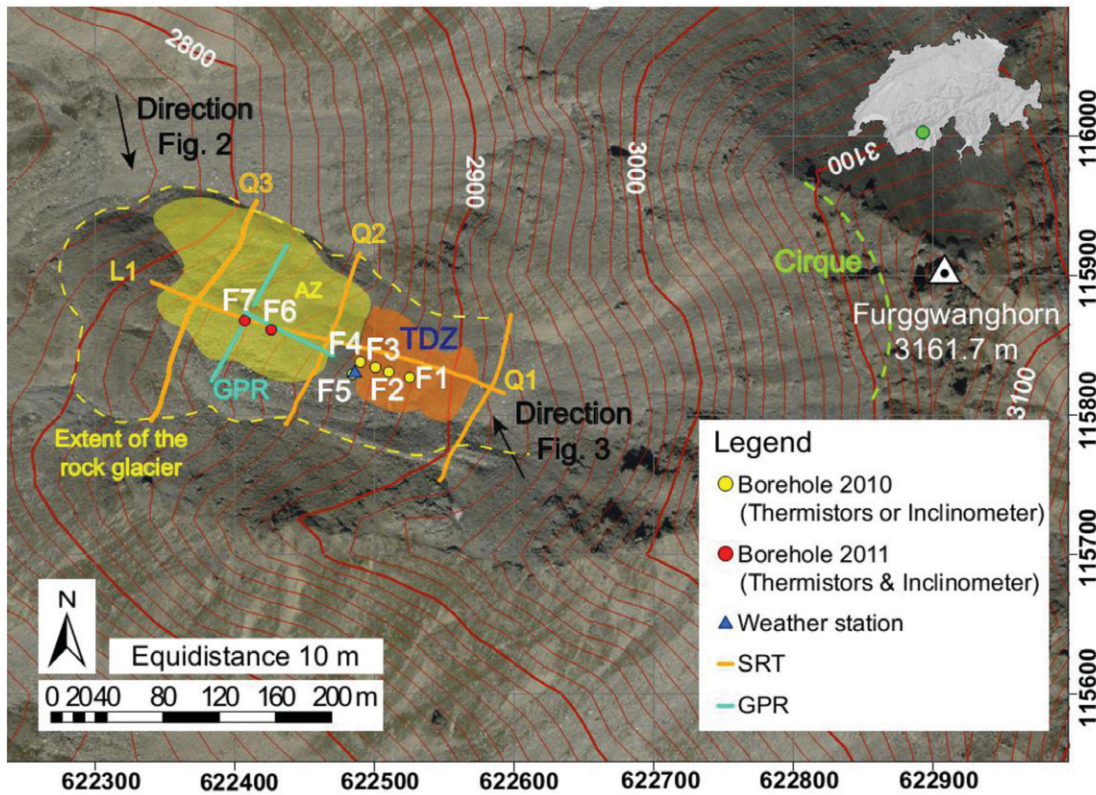 2800
Direction
Fig. 2
3100
116000
Q3
2900
3000
Q2
L1
AZ
Cirque
115900
F7
F6
Furggwanghorn
3161.7 m
F4
F3
TDZ
GPR
F5
F2
F1
Q1
3100
Direction
Fig. 3
115800
Extent of the
rock glacier
Legend
Borehole 2010
(Thermistors or Inclinometer)
Borehole 2011
(Thermistors & Inclinometer)
Weather station
SRT
GPR
115700
115600
N
Equidistance 10 m
0 20 40 80 120 160 200 m
622300 622400 622500 622600 622700 622800 622900